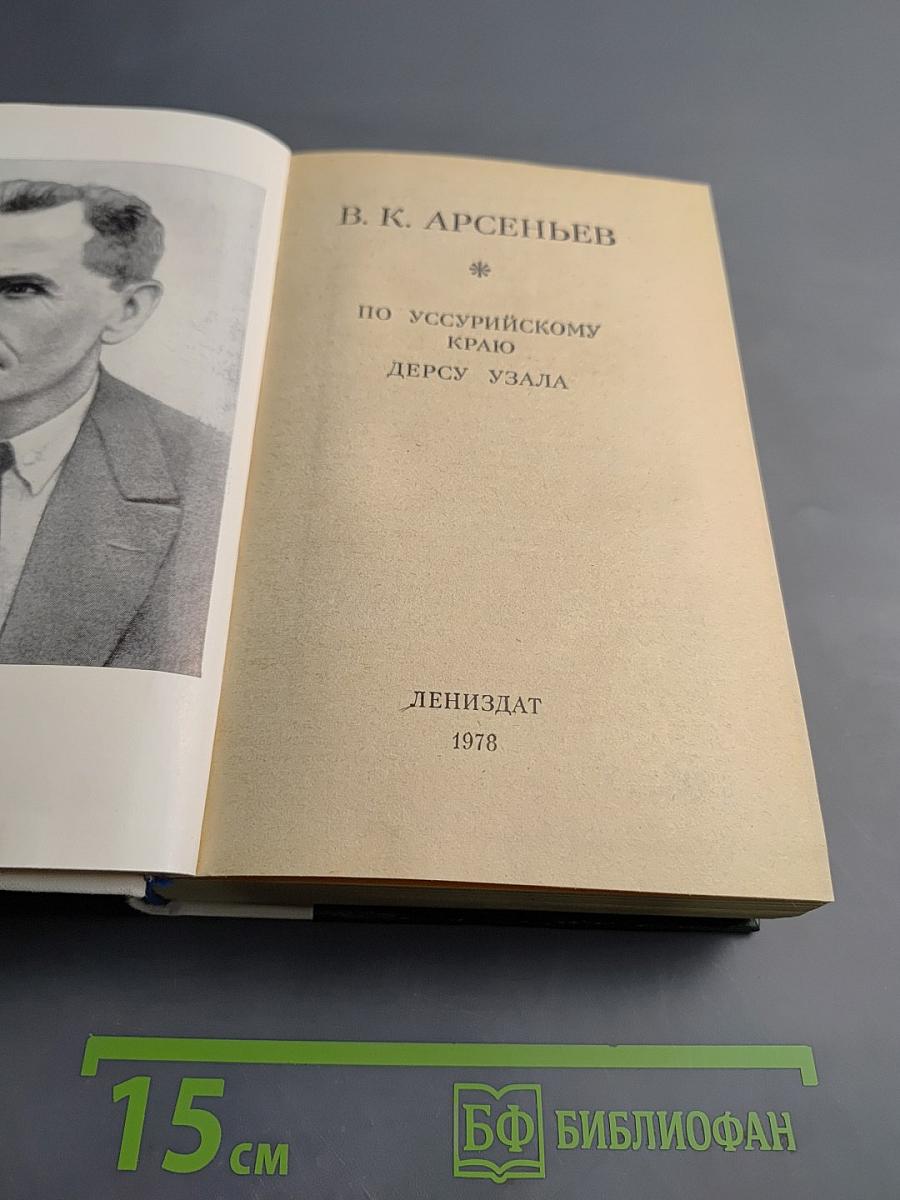 В. К. АРСЕНЬЕВ
*
ПО УССУРИЙСКОМУ
КРАЮ
ДЕРСУ УЗАЛА
ЛЕНИЗДАТ
1978
15 см
БФ БИБЛИОФАН